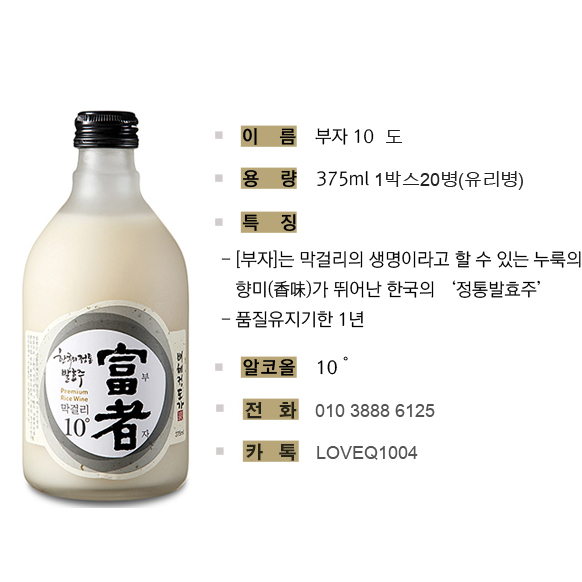 이 름 부자 10 도
용 량 375ml 1박스20병(유리병)
특 징
- [부자]는 막걸리의 생명이라고 할 수 있는 누룩의
향미(香味)가 뛰어난 한국의 ‘정통발효주’
- 품질유지기한 1년
알코올 10˚
전 화 010 3888 6125
카 톡 LOVEQ1004
한국의 정통
발효주
Premium
Rice Wine
막걸리
10°
富者
부
자
배혜정도가
375ml